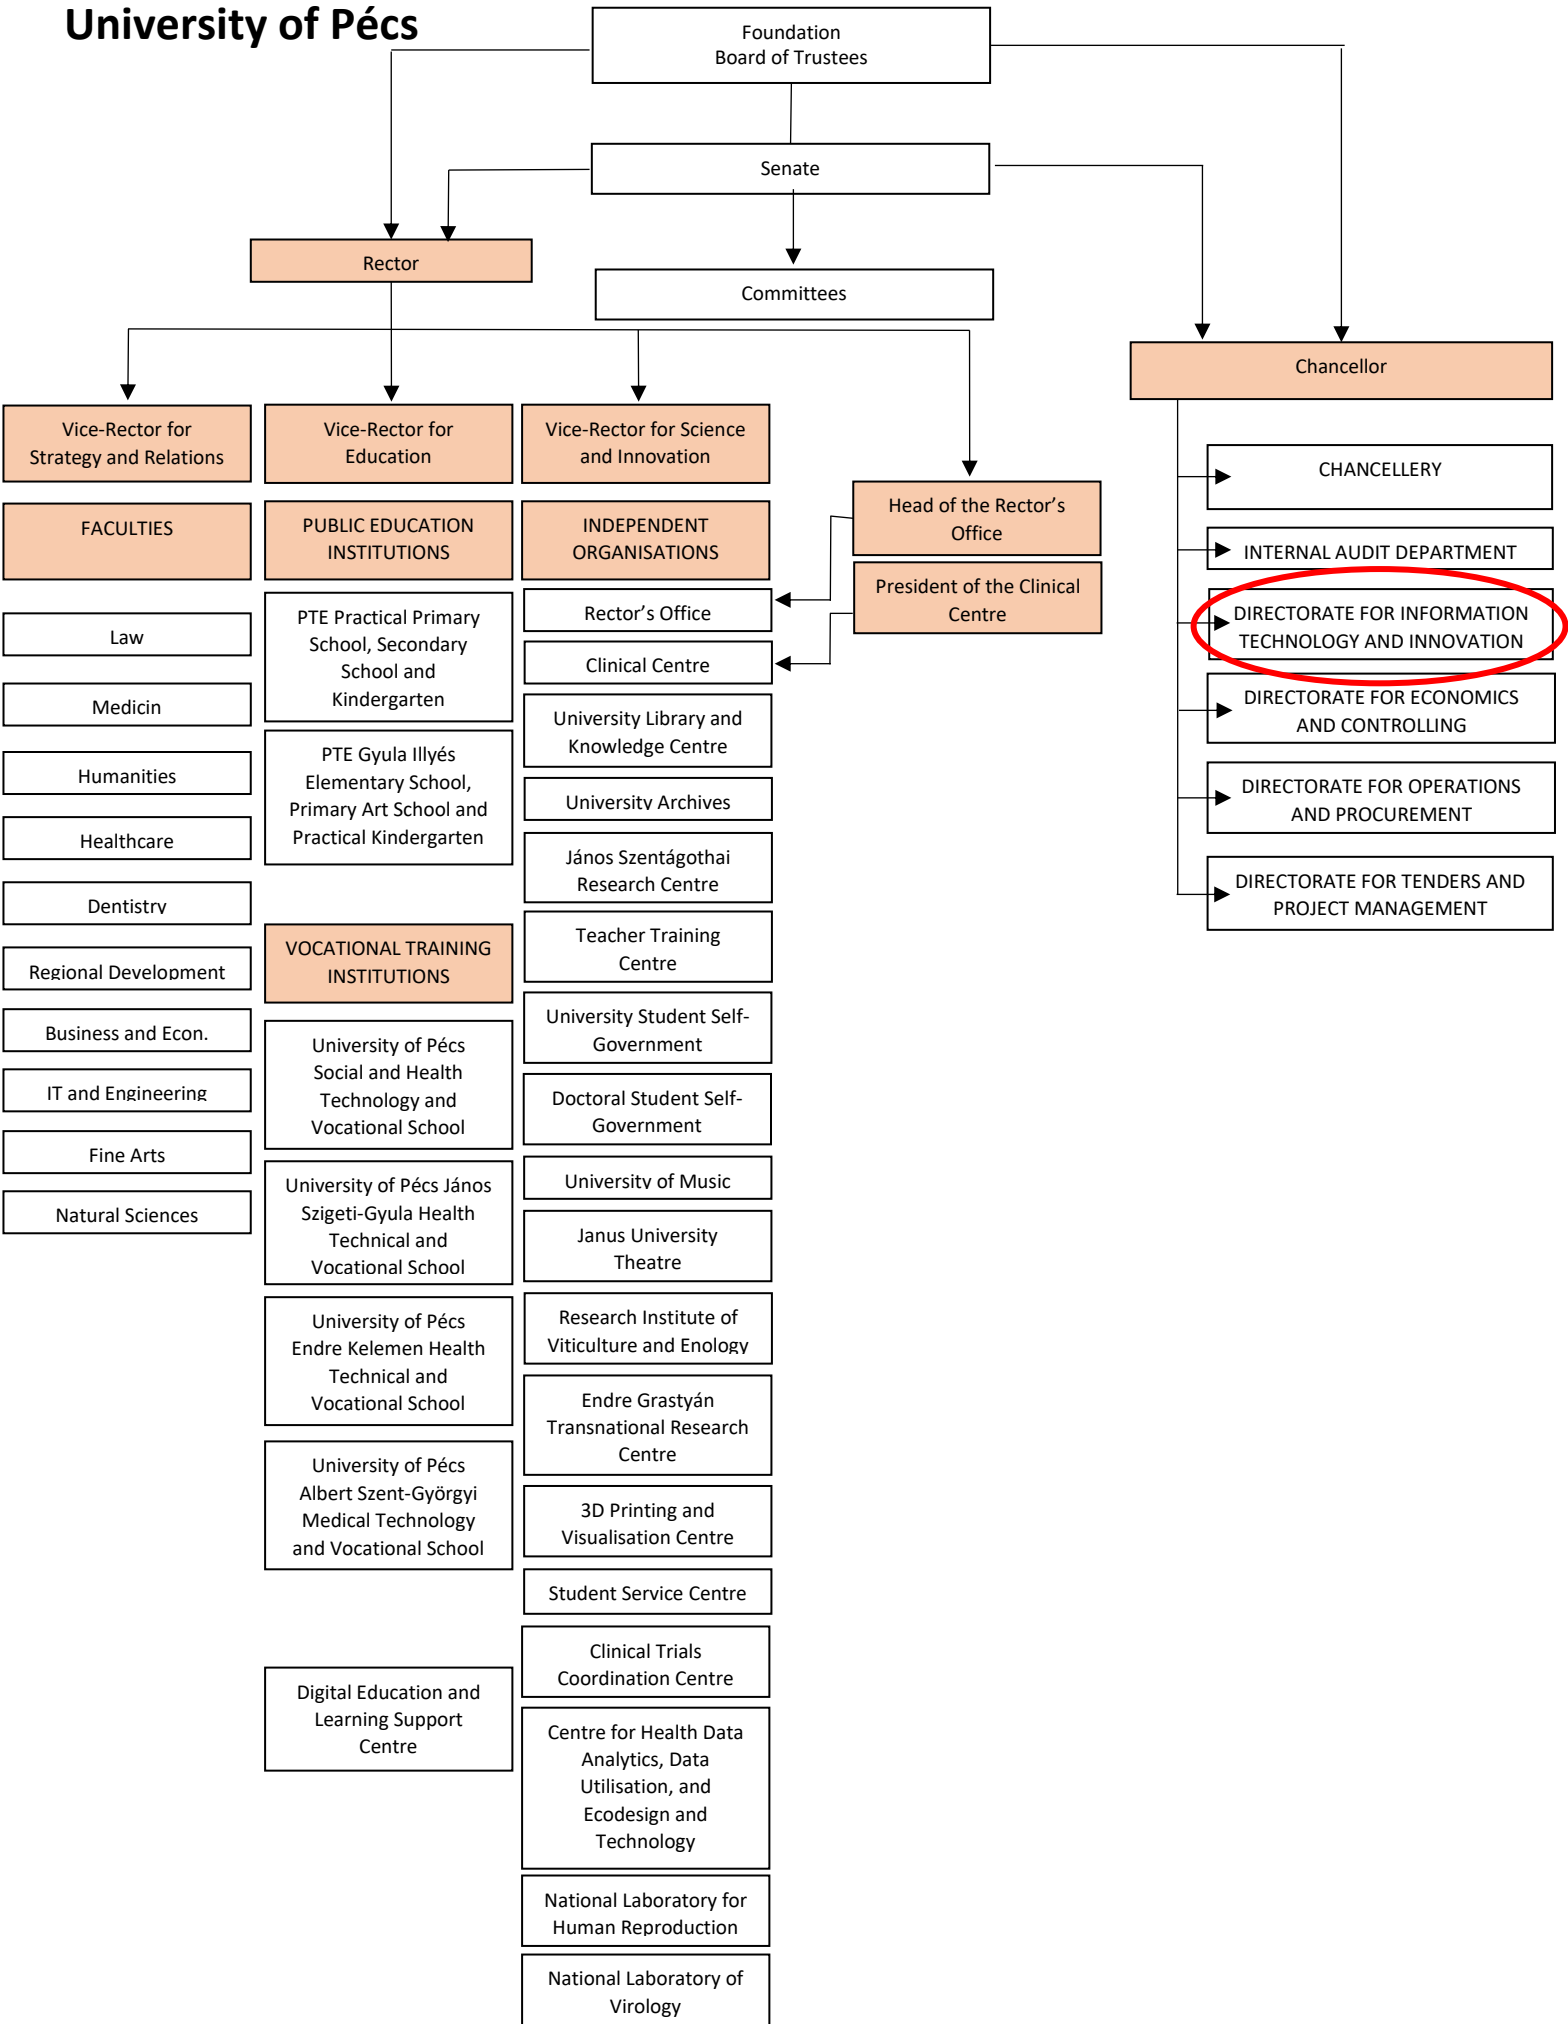 University of Pécs
Foundation
Board of Trustees
Senate
Rector
Committees
Chancellor
Vice-Rector for
Strategy and Relations
Vice-Rector for
Education
Vice-Rector for Science
and Innovation
Head of the Rector's
Office
President of the Clinical
Centre
FACULTIES
Law
Medicin
Humanities
Healthcare
Dentistry
Regional Development
Business and Econ.
IT and Engineering
Fine Arts
Natural Sciences
PUBLIC EDUCATION
INSTITUTIONS
PTE Practical Primary
School, Secondary
School and
Kindergarten
PTE Gyula Illyés
Elementary School,
Primary Art School and
Practical Kindergarten
VOCATIONAL TRAINING
INSTITUTIONS
University of Pécs
Social and Health
Technology and
Vocational School
University of Pécs János
Szigeti-Gyula Health
Technical and
Vocational School
University of Pécs
Endre Kelemen Health
Technical and
Vocational School
University of Pécs
Albert Szent-Györgyi
Medical Technology
and Vocational School
Digital Education and
Learning Support
Centre
INDEPENDENT
ORGANISATIONS
Rector's Office
Clinical Centre
University Library and
Knowledge Centre
University Archives
János Szentágothai
Research Centre
Teacher Training
Centre
University Student Self-
Government
Doctoral Student Self-
Government
University of Music
Janus University
Theatre
Research Institute of
Viticulture and Enology
Endre Grastyán
Transnational Research
Centre
3D Printing and
Visualisation Centre
Student Service Centre
Clinical Trials
Coordination Centre
Centre for Health Data
Analytics, Data
Utilisation, and
Ecodesign and
Technology
National Laboratory for
Human Reproduction
National Laboratory of
Virology
CHANCELLERY
INTERNAL AUDIT DEPARTMENT
DIRECTORATE FOR INFORMATION
TECHNOLOGY AND INNOVATION
DIRECTORATE FOR ECONOMICS
AND CONTROLLING
DIRECTORATE FOR OPERATIONS
AND PROCUREMENT
DIRECTORATE FOR TENDERS AND
PROJECT MANAGEMENT